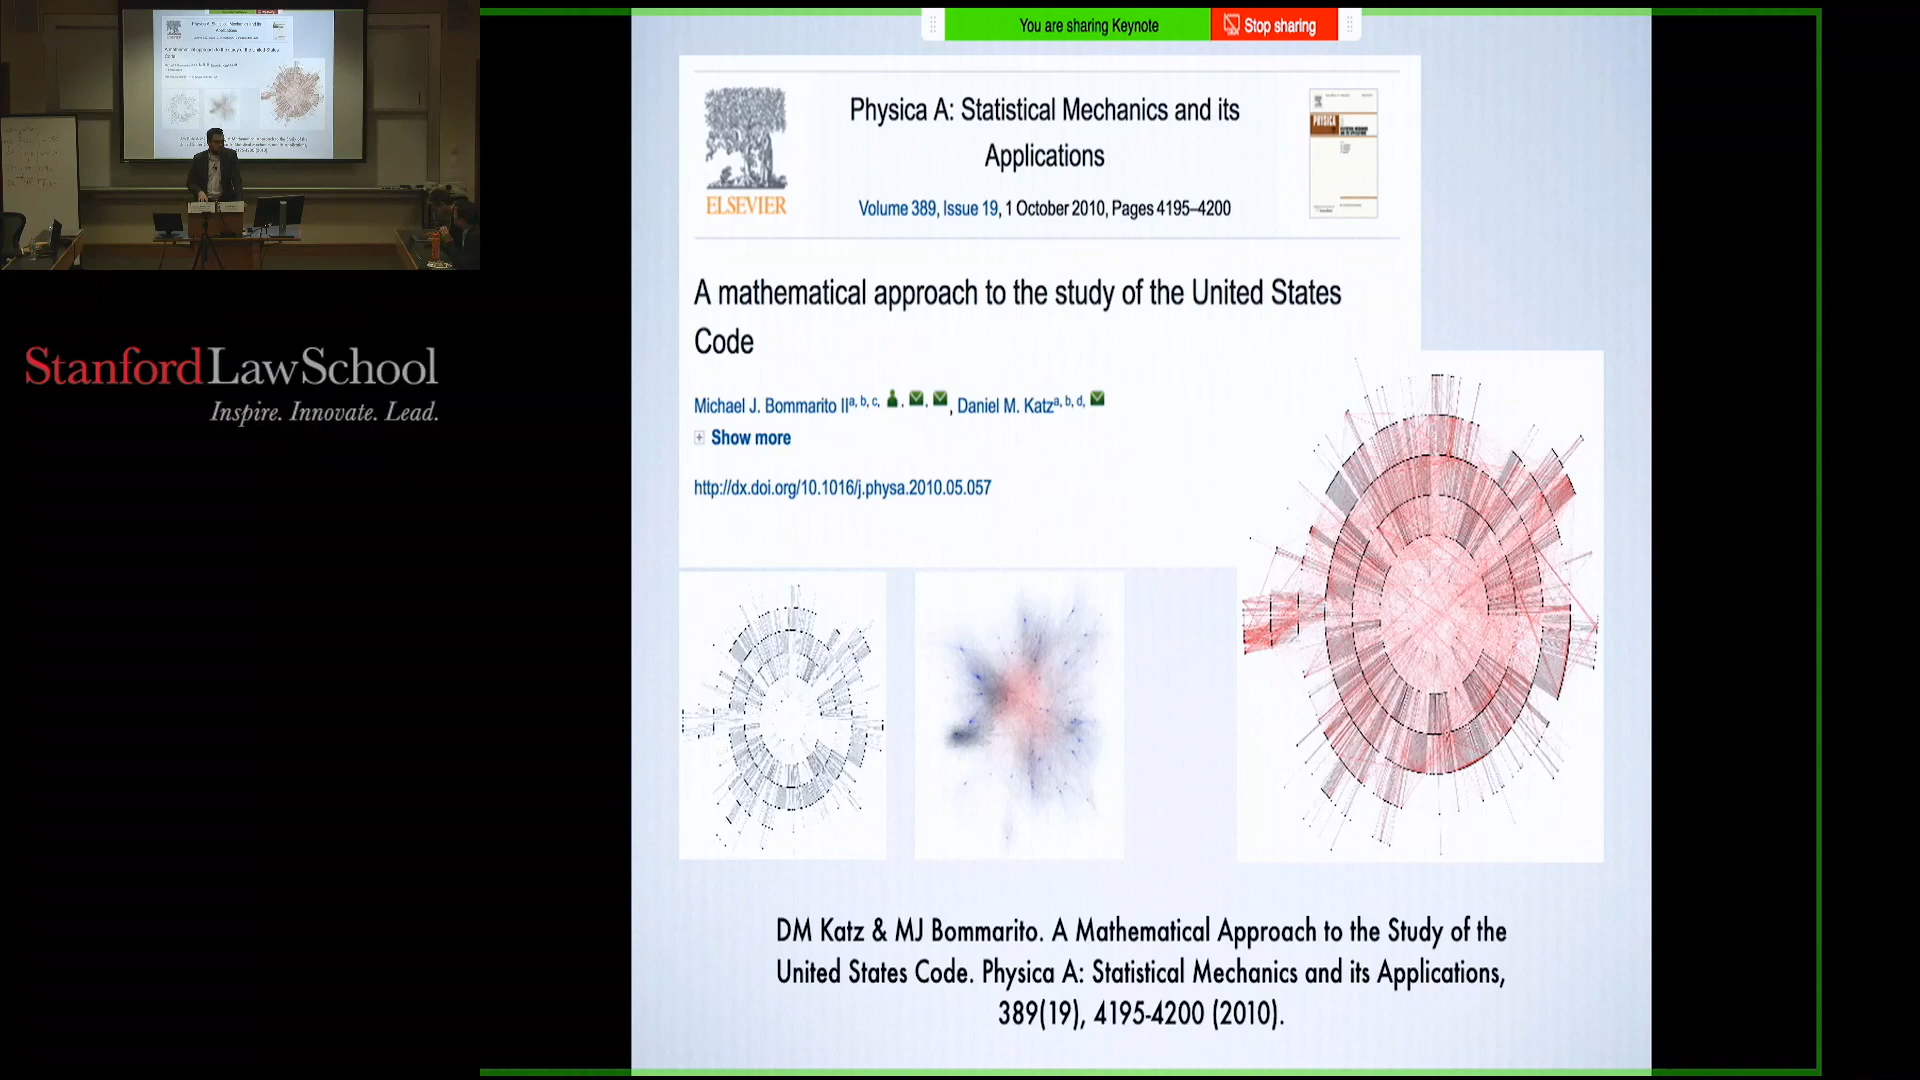 You are sharing Keynote
Stop sharing
Physica A: Statistical Mechanics and its
Applications
ELSEVIER
Volume 389, Issue 19, 1 October 2010, Pages 4195–4200
PHYSICA
A mathematical approach to the study of the United States
Code
Michael J. Bommarito II a, b, c, , Daniel M. Katz a, b, d,
Show more
http://dx.doi.org/10.1016/j.physa.2010.05.057
StanfordLawSchool
Inspire. Innovate. Lead.
DM Katz & MJ Bommarito. A Mathematical Approach to the Study of the
United States Code. Physica A: Statistical Mechanics and its Applications,
389(19), 4195-4200 (2010).